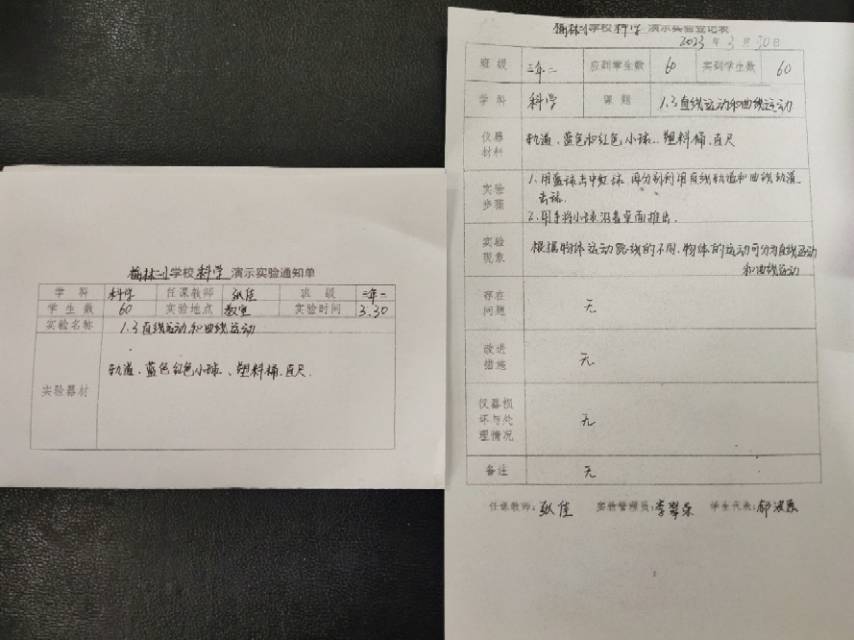 榆林小学校科学演示实验通知单
学 科 科学 任课教师 张佳 班 级 三年二
学生数 60 实验地点 教室 实验时间 3.30
实验名称 1.3直线运动和曲线运动
实验器材 轨道、蓝色红色小球、、塑料桶、直尺.
榆林小学校科学演示实验登记表
2023 年 3 月 30 日
班 级 三年二 应到学生数 60 实到学生数 60
学 科 科学 课 题 1.3直线运动和曲线运动
仪器
材料
轨道、蓝色和红色小球、、塑料桶、直尺
实验
步骤
1.用蓝球击中红球.再分别利用直线轨道和曲线轨道.
击球.
2.用手将小球沿着桌面推出.
实验
现象
根据物体运动路线的不同.物体的运动可分为直线运动
和曲线运动
存在
问题
无
改进
措施
无
仪器损
坏与处
理情况
无
备注 无
任课教师:张佳 实验管理员:李翠乐 学生代表: